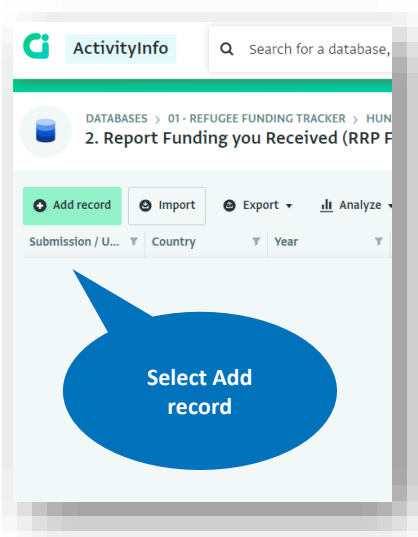 ActivityInfo
Search for a database,
DATABASES > 01 - REFUGEE FUNDING TRACKER > HUN
2. Report Funding you Received (RRP F
Add record Import Export Analyze
Submission / U... Country Year
Select Add
record